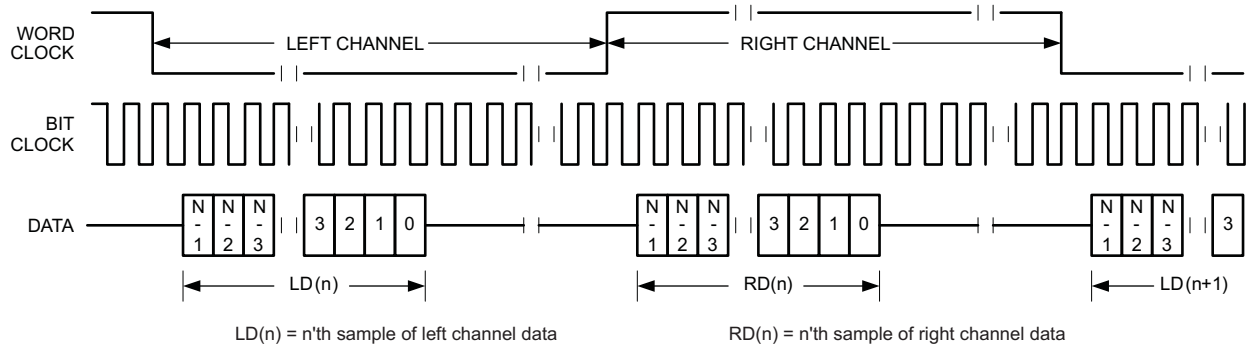 WORD
CLOCK
LEFT CHANNEL
RIGHT CHANNEL
BIT
CLOCK
DATA
N-1 N-2 N-3 3 2 1 0 N-1 N-2 N-3 3 2 1 0 N-1 N-2 N-3 3
LD(n) RD(n) LD(n+1)
LD(n) = n'th sample of left channel data
RD(n) = n'th sample of right channel data